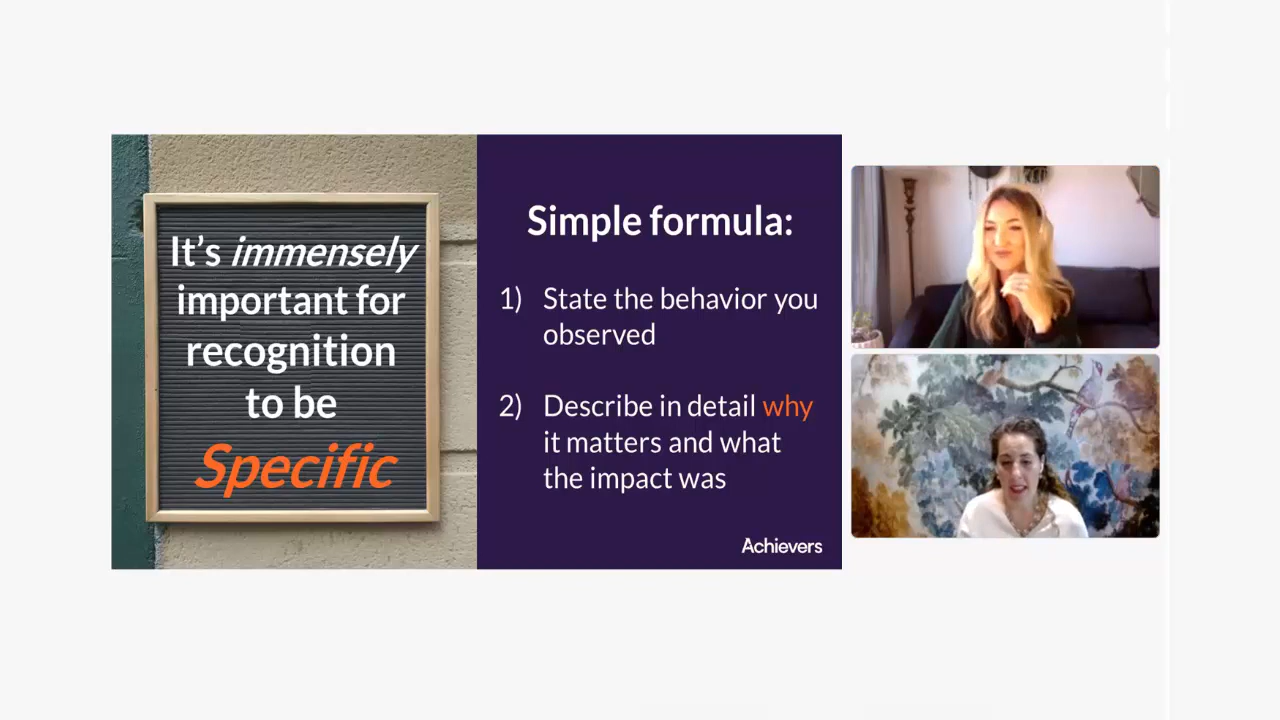 It's immensely
important for
recognition
to be
Specific
Simple formula:
1) State the behavior you
observed
2) Describe in detail why
it matters and what
the impact was
Achievers